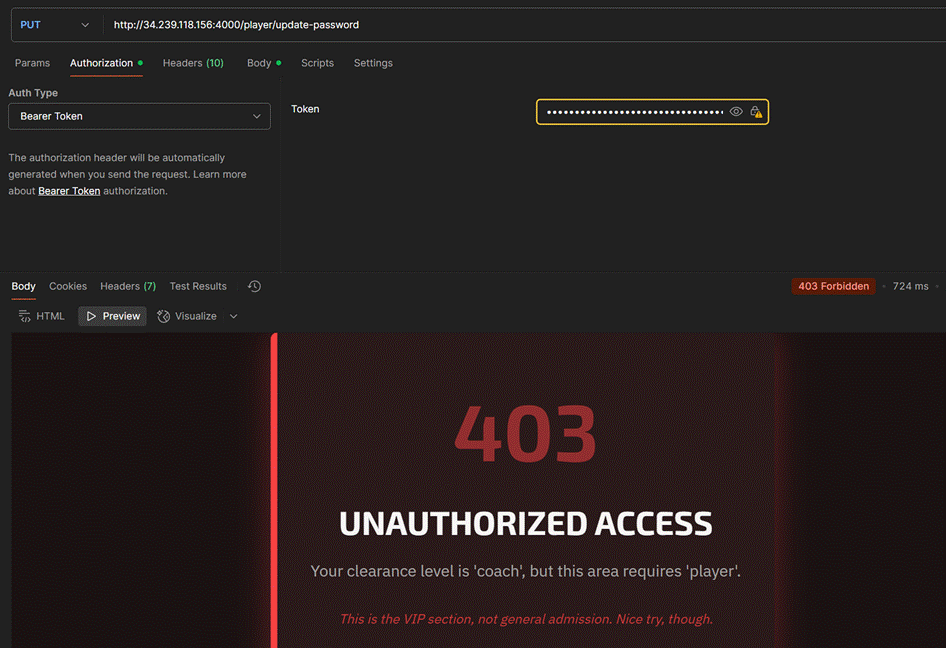 PUT http://34.239.118.156:4000/player/update-password
Params Authorization Headers (10) Body Scripts Settings
Auth Type
Bearer Token
Token
The authorization header will be automatically
generated when you send the request. Learn more
about Bearer Token authorization.
Body Cookies Headers (7) Test Results 403 Forbidden 724 ms
HTML Preview Visualize
403
UNAUTHORIZED ACCESS
Your clearance level is 'coach', but this area requires 'player'.
This is the VIP section, not general admission. Nice try, though.